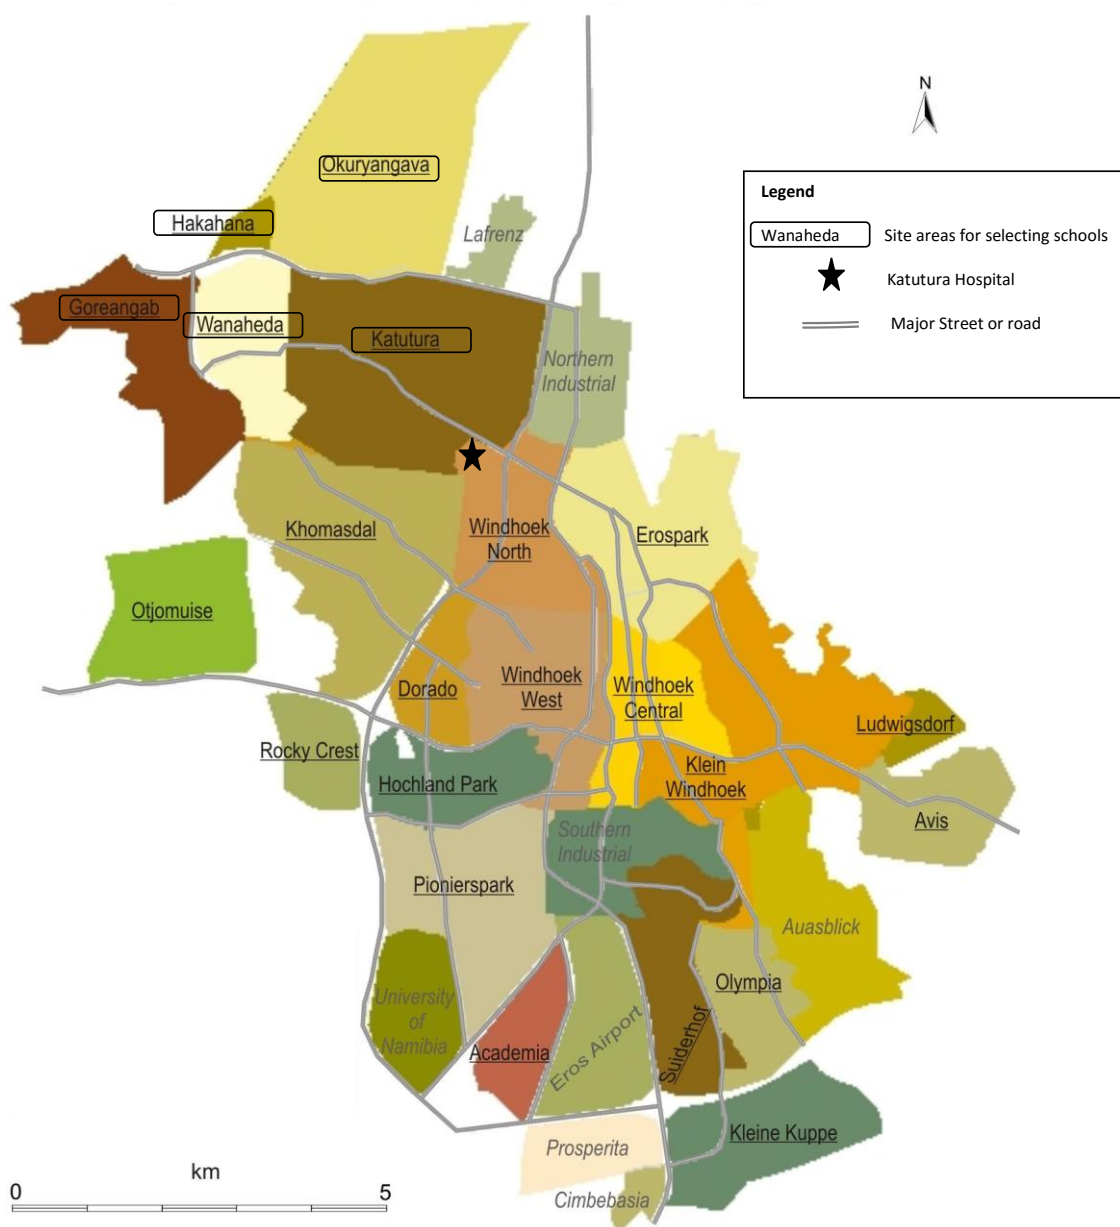 N
Okuryangava
Hakahana
Lafrenz
Legend
Wanaheda
Site areas for selecting schools
Katutura Hospital
Major Street or road
Goreangab
Wanaheda
Katutura
Northern
Industrial
Khomasdal
Windhoek
North
Erospark
Otjomuise
Dorado
Windhoek
West
Windhoek
Central
Ludwigsdorf
Rocky Crest
Hochland Park
Klein
Windhoek
Avis
Southern
Industrial
Pionierspark
Auasblick
University
of
Namibia
Olympia
Academia
Eros Airport
Suiderhof
Kleine Kuppe
Prosperita
Cimbebasia
km
0
5